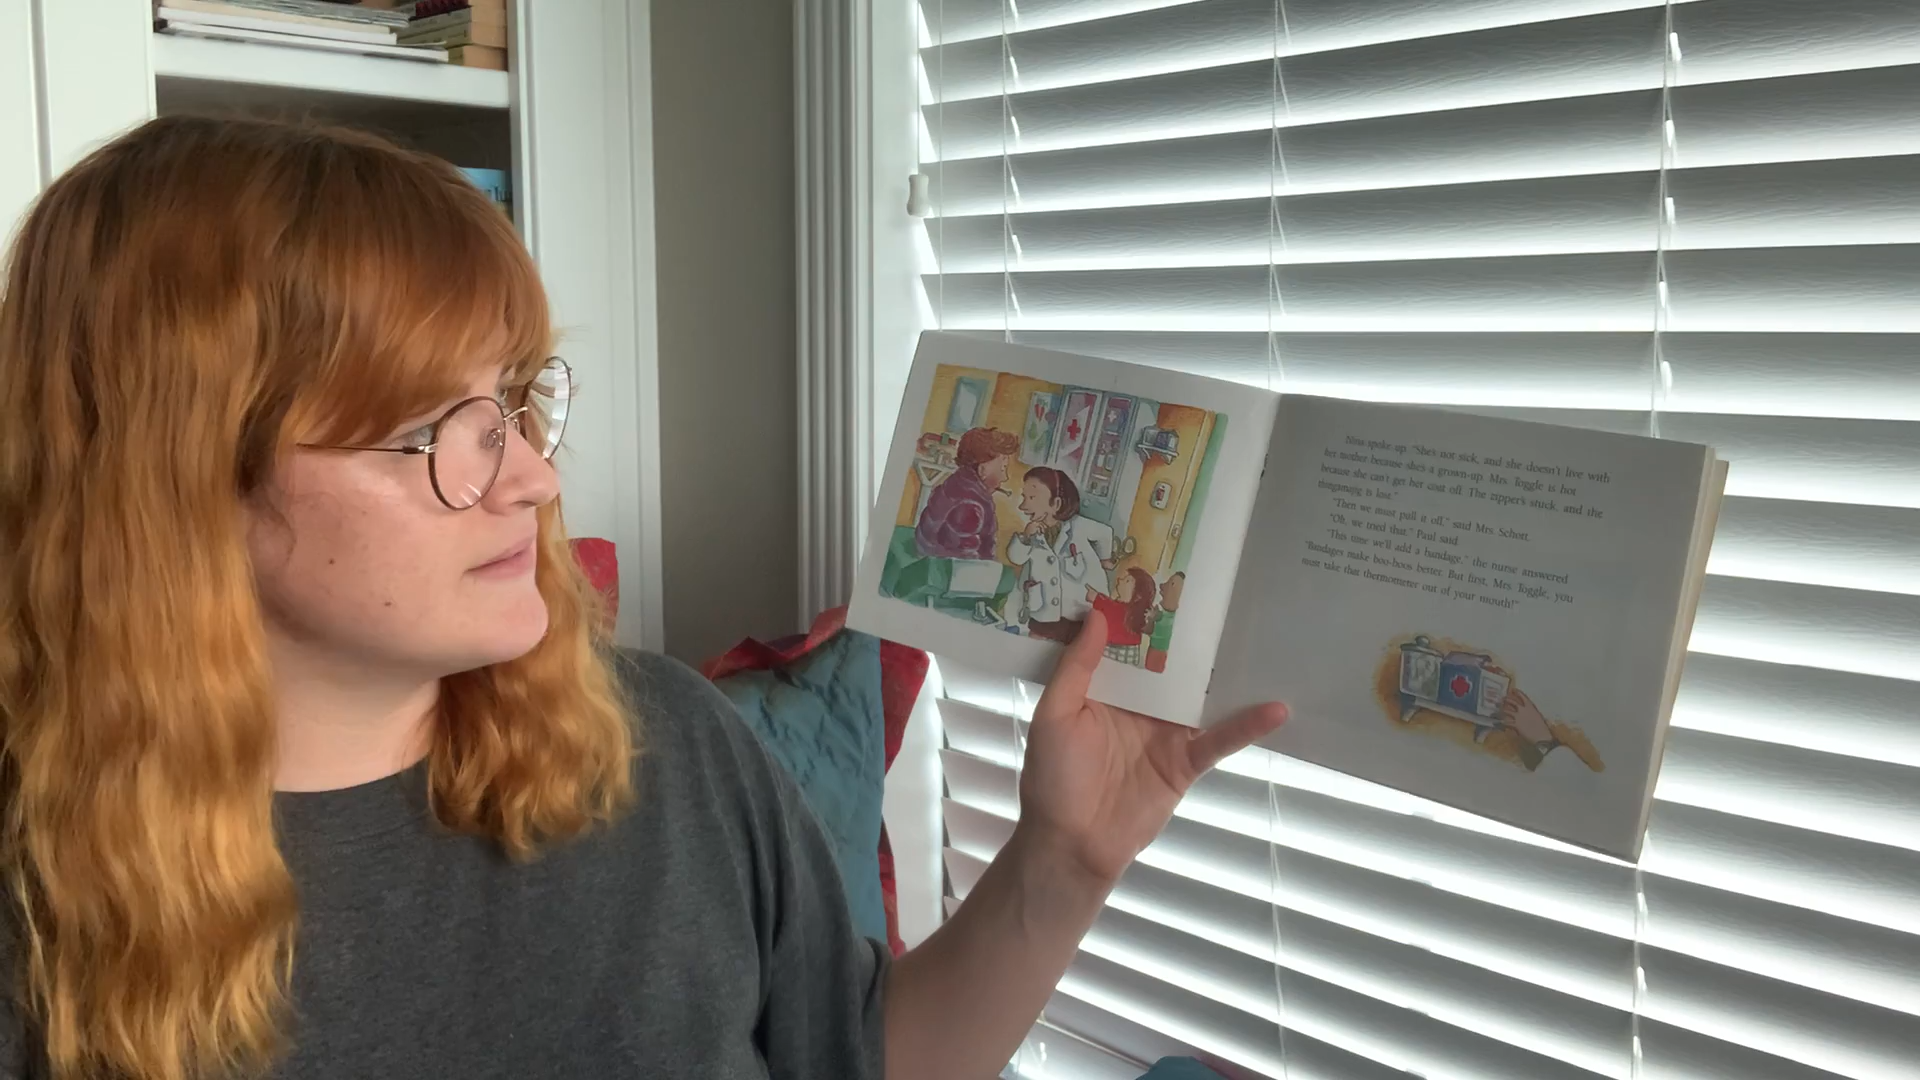 Nina spoke up. "She's not sick, and she doesn't live with
her mother because she's a grown-up. Mrs. Toggle is hot
because she can't get her coat off. The zipper's stuck, and the
thingamajig is lost."
"Then we must pull it off," said Mrs. Schott.
"Oh, we tried that," Paul said.
"This time we'll add a bandage," the nurse answered.
"Bandages make boo-boos better. But first, Mrs. Toggle, you
must take that thermometer out of your mouth!"